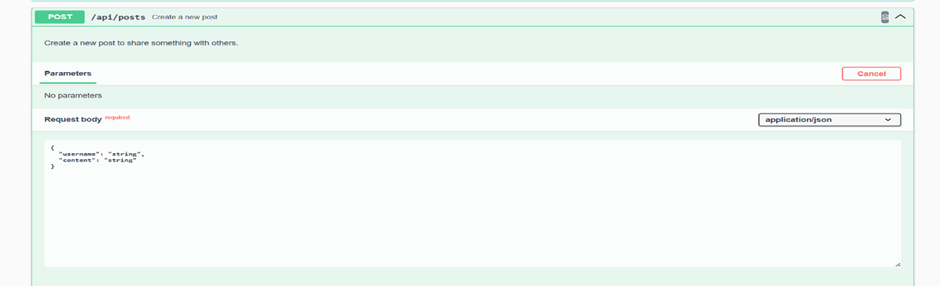 POST /api/posts Create a new post
Create a new post to share something with others.
Parameters Cancel
No parameters
Request body required application/json
{
"username": "string",
"content": "string"
}